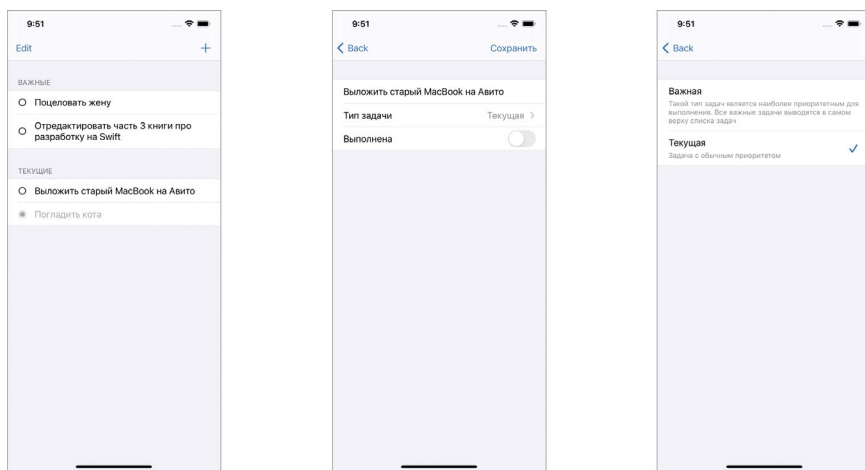 9:51
Edit
+
ВАЖНЫЕ
Поцеловать жену
Отредактировать часть 3 книги про
разработку на Swift
ТЕКУЩИЕ
Выложить старый MacBook на Авито
Погладить кота
9:51
Back
Сохранить
Выложить старый MacBook на Авито
Тип задачи
Текущая
Выполнена
9:51
Back
Важная
Такой тип задач является наиболее приоритетным для
выполнения. Все важные задачи выводятся в самом
верху списка задач
Текущая
Задача с обычным приоритетом